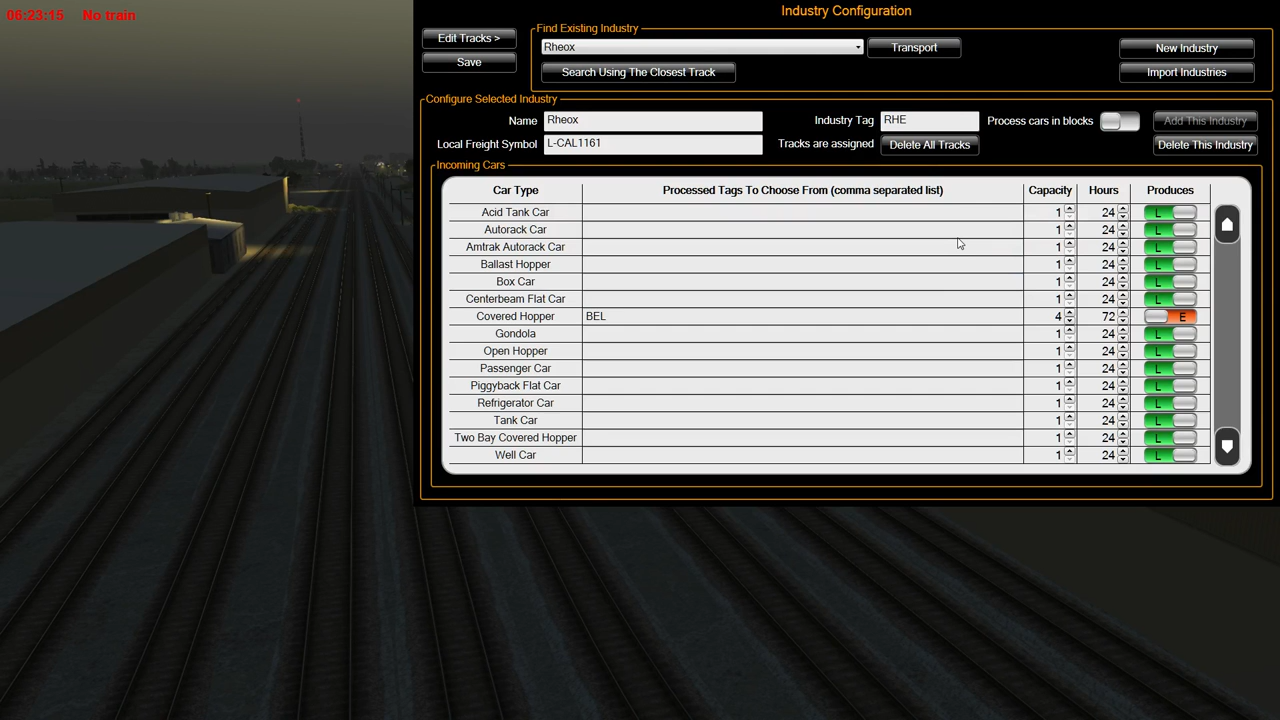 06:23:15 No train
Industry Configuration
Find Existing Industry
Edit Tracks >
Save
Rheox
Transport
Search Using The Closest Track
New Industry
Import Industries
Configure Selected Industry
Name Rheox Industry Tag RHE Process cars in blocks Add This Industry
Local Freight Symbol L-CAL1161 Tracks are assigned Delete All Tracks Delete This Industry
Incoming Cars
Car Type Processed Tags To Choose From (comma separated list) Capacity Hours Produces
Acid Tank Car 1 24 L
Autorack Car 1 24 L
Amtrak Autorack Car 1 24 L
Ballast Hopper 1 24 L
Box Car 1 24 L
Centerbeam Flat Car 1 24 L
Covered Hopper BEL 4 72 E
Gondola 1 24 L
Open Hopper 1 24 L
Passenger Car 1 24 L
Piggyback Flat Car 1 24 L
Refrigerator Car 1 24 L
Tank Car 1 24 L
Two Bay Covered Hopper 1 24 L
Well Car 1 24 L